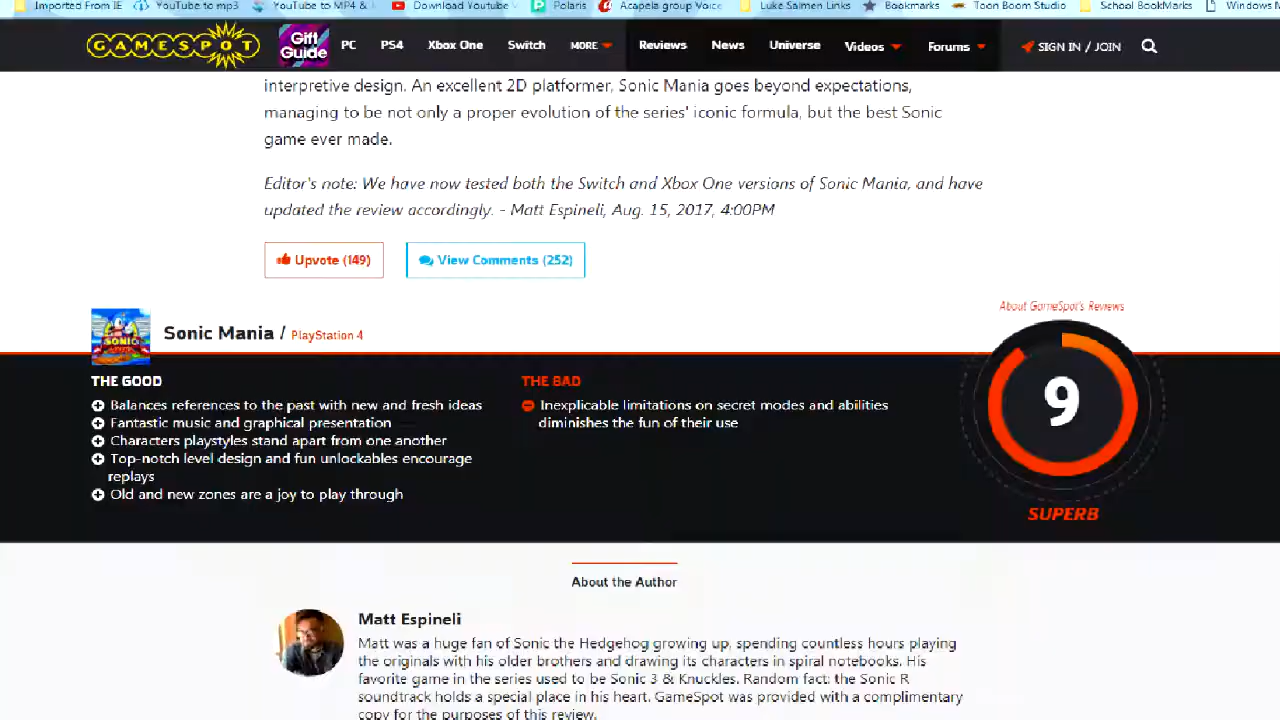 Imported From IE YouTube to mp3 YouTube to MP4 & Download Youtube Polaris Acapela group Voice Luke Salmen Links Bookmarks Toon Boom Studio School BookMarks Windows
GAMESPOT Gift Guide PC PS4 Xbox One Switch MORE Reviews News Universe Videos Forums SIGN IN / JOIN
interpretive design. An excellent 2D platformer, Sonic Mania goes beyond expectations,
managing to be not only a proper evolution of the series' iconic formula, but the best Sonic
game ever made.
Editor's note: We have now tested both the Switch and Xbox One versions of Sonic Mania, and have
updated the review accordingly. - Matt Espineli, Aug. 15, 2017, 4:00PM
Upvote (149) View Comments (252)
About GameSpot's Reviews
SONIC
Sonic Mania / PlayStation 4
THE GOOD
Balances references to the past with new and fresh ideas
Fantastic music and graphical presentation
Characters playstyles stand apart from one another
Top-notch level design and fun unlockables encourage
replays
Old and new zones are a joy to play through
THE BAD
Inexplicable limitations on secret modes and abilities
diminishes the fun of their use
9
SUPERB
About the Author
Matt Espineli
Matt was a huge fan of Sonic the Hedgehog growing up, spending countless hours playing
the originals with his older brothers and drawing its characters in spiral notebooks. His
favorite game in the series used to be Sonic 3 & Knuckles. Random fact: the Sonic R
soundtrack holds a special place in his heart. GameSpot was provided with a complimentary
copy for the purposes of this review.